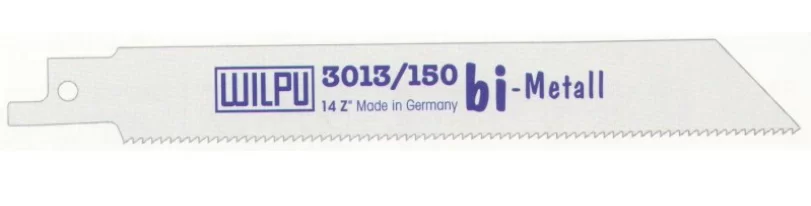 WILPU
3013/150
14 Z" Made in Germany
bi-Metall